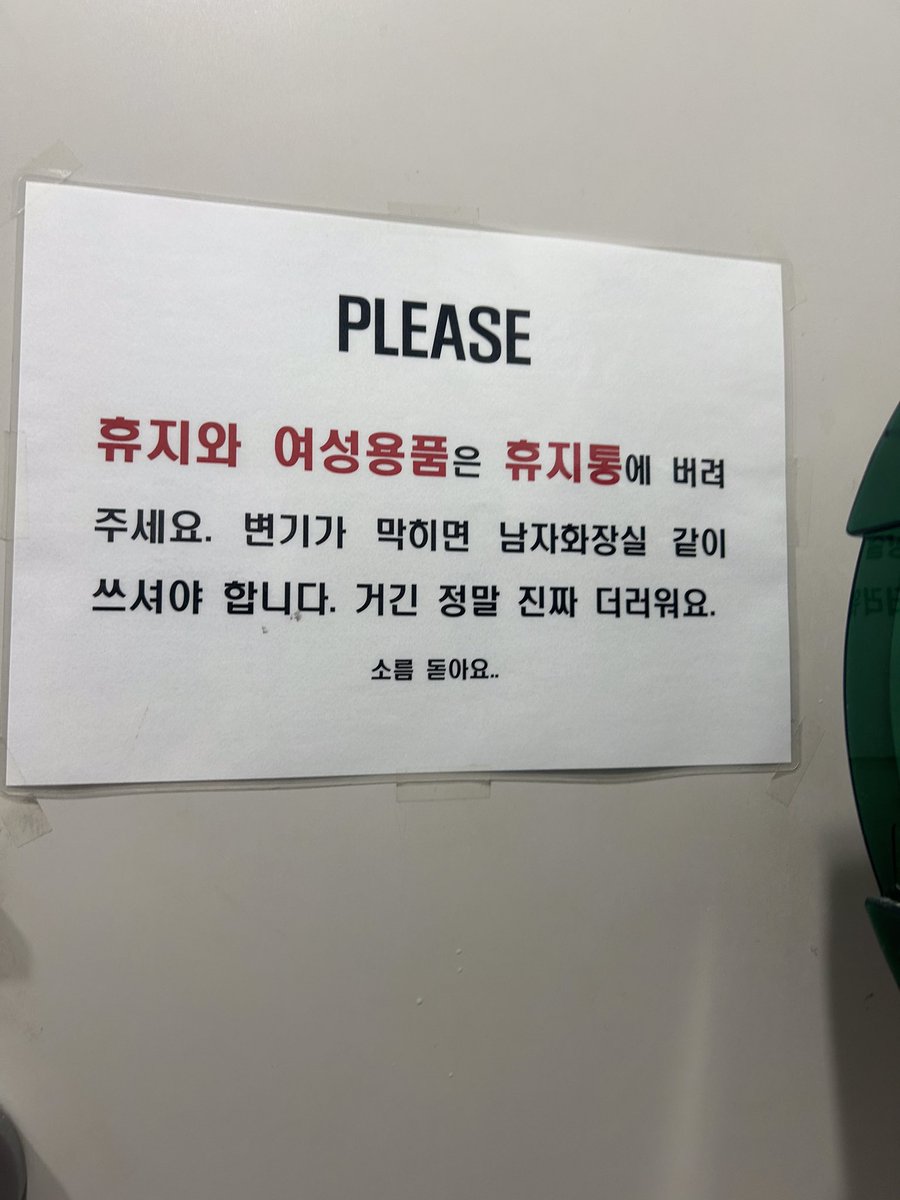 PLEASE
휴지와 여성용품은 휴지통에 버려
주세요. 변기가 막히면 남자화장실 같이
쓰셔야 합니다. 거긴 정말 진짜 더러워요.
소름 돋아요..